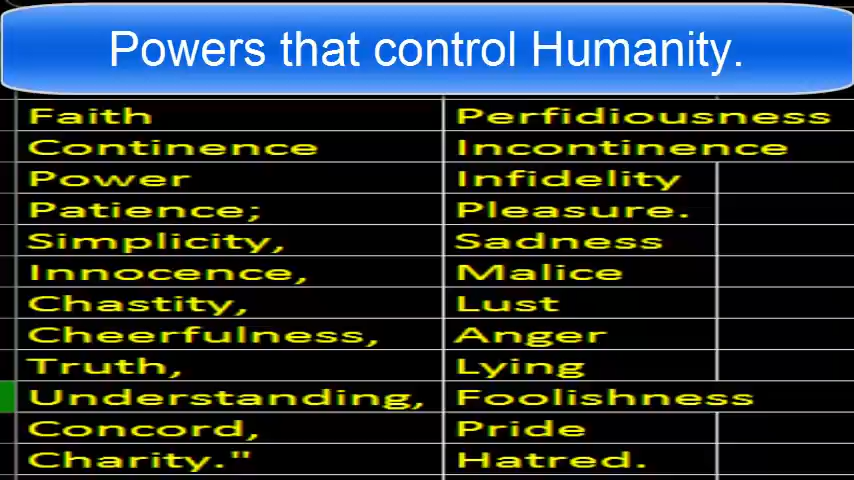 Powers that control Humanity.
Faith Perfidiousness
Continence Incontinence
Power Infidelity
Patience; Pleasure.
Simplicity, Sadness
Innocence, Malice
Chastity, Lust
Cheerfulness, Anger
Truth, Lying
Understanding, Foolishness
Concord, Pride
Charity." Hatred.